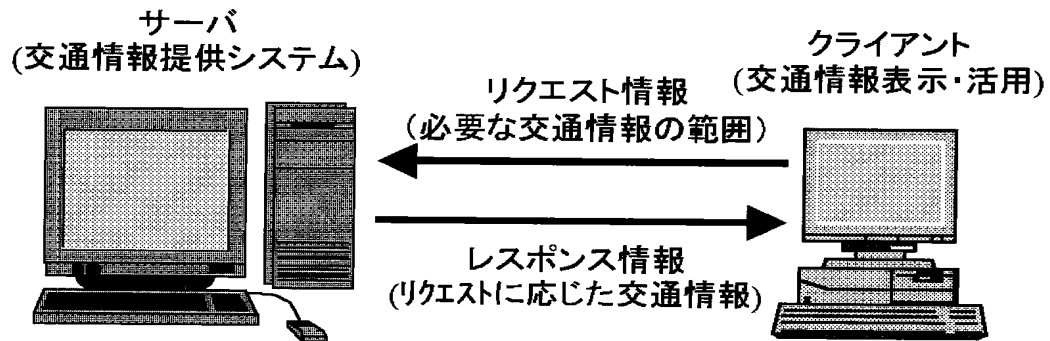 サーバ
(交通情報提供システム)
クライアント
(交通情報表示・活用)
リクエスト情報
(必要な交通情報の範囲)
レスポンス情報
(リクエストに応じた交通情報)